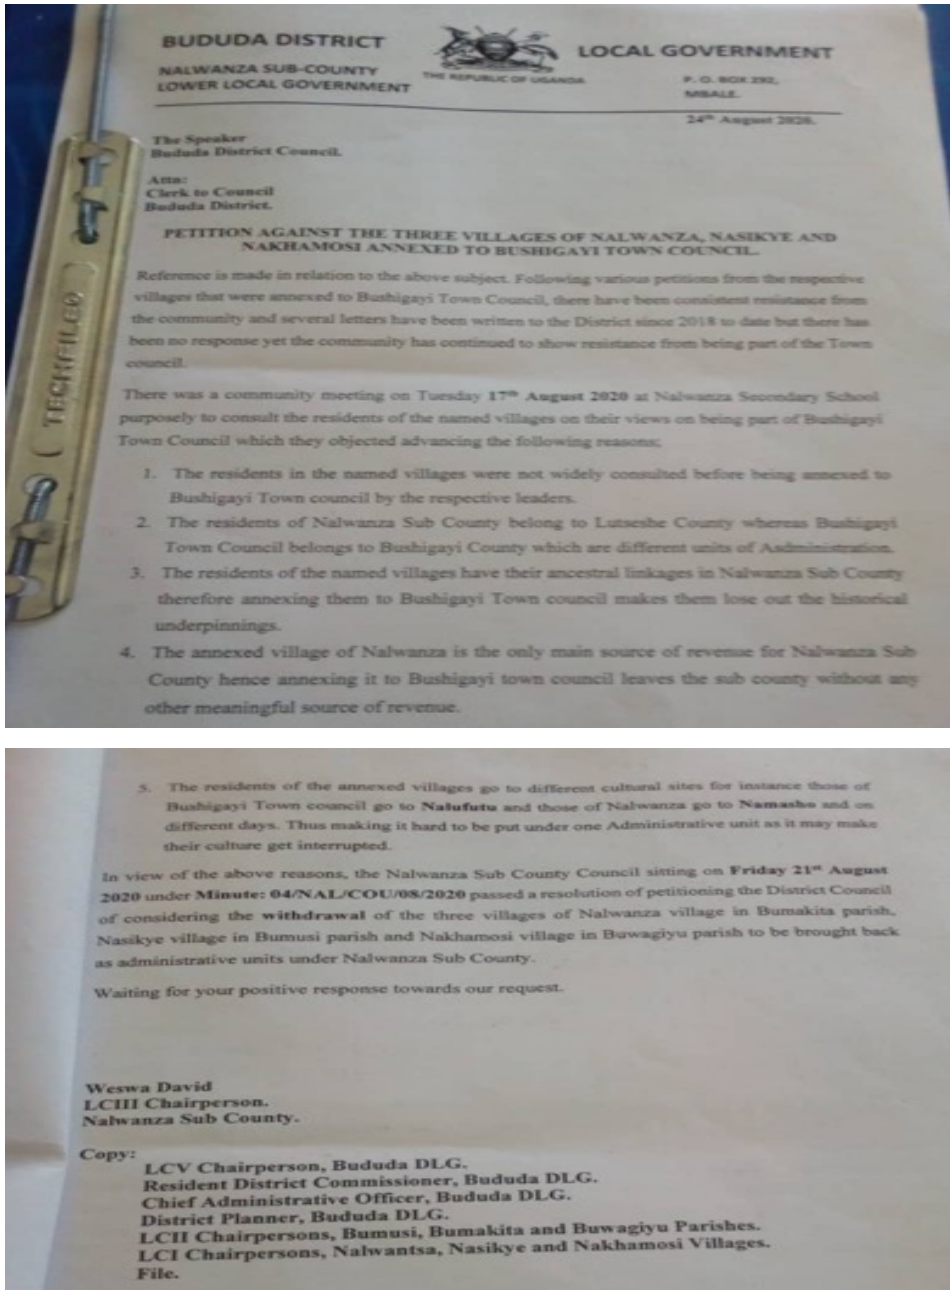 BUDUDA DISTRICT
LOCAL GOVERNMENT
NALWANZA SUB-COUNTY
LOWER LOCAL GOVERNMENT
THE REPUBLIC OF UGANDA
P. O. BOX 292,
MBALE.
24th August 2020.
The Speaker
Bududa District Council.
Attn:
Clerk to Council
Bududa District.
PETITION AGAINST THE THREE VILLAGES OF NALWANZA, NASIKYE AND
NAKHAMOSI ANNEXED TO BUSHIGAYI TOWN COUNCIL.
Reference is made in relation to the above subject. Following various petitions from the respective
villages that were annexed to Bushigayi Town Council, there have been consistent resistance from
the community and several letters have been written to the District since 2018 to date but there has
been no response yet the community has continued to show resistance from being part of the Town
council.
There was a community meeting on Tuesday 17th August 2020 at Nalwanza Secondary School
purposely to consult the residents of the named villages on their views on being part of Bushigayi
Town Council which they objected advancing the following reasons;
1. The residents in the named villages were not widely consulted before being annexed to
Bushigayi Town council by the respective leaders.
2. The residents of Nalwanza Sub County belong to Lutseshe County whereas Bushigayi
Town Council belongs to Bushigayi County which are different units of Asdministration.
3. The residents of the named villages have their ancestral linkages in Nalwanza Sub County
therefore annexing them to Bushigayi Town council makes them lose out the historical
underpinnings.
4. The annexed village of Nalwanza is the only main source of revenue for Nalwanza Sub
County hence annexing it to Bushigayi town council leaves the sub county without any
other meaningful source of revenue.
TECHFILCO
5. The residents of the annexed villages go to different cultural sites for instance those of
Bushigayi Town council go to Nalufutu and those of Nalwanza go to Namasho and on
different days. Thus making it hard to be put under one Administrative unit as it may make
their culture get interrupted.
In view of the above reasons, the Nalwanza Sub County Council sitting on Friday 21st August
2020 under Minute: 04/NAL/COU/08/2020 passed a resolution of petitioning the District Council
of considering the withdrawal of the three villages of Nalwanza village in Bumakita parish,
Nasikye village in Bumusi parish and Nakhamosi village in Buwagiyu parish to be brought back
as administrative units under Nalwanza Sub County.
Waiting for your positive response towards our request.
Weswa David
LCIII Chairperson.
Nalwanza Sub County.
Copy:
LCV Chairperson, Bududa DLG.
Resident District Commissioner, Bududa DLG.
Chief Administrative Officer, Bududa DLG.
District Planner, Bududa DLG.
LCII Chairpersons, Bumusi, Bumakita and Buwagiyu Parishes.
LCI Chairpersons, Nalwantsa, Nasikye and Nakhamosi Villages.
File.